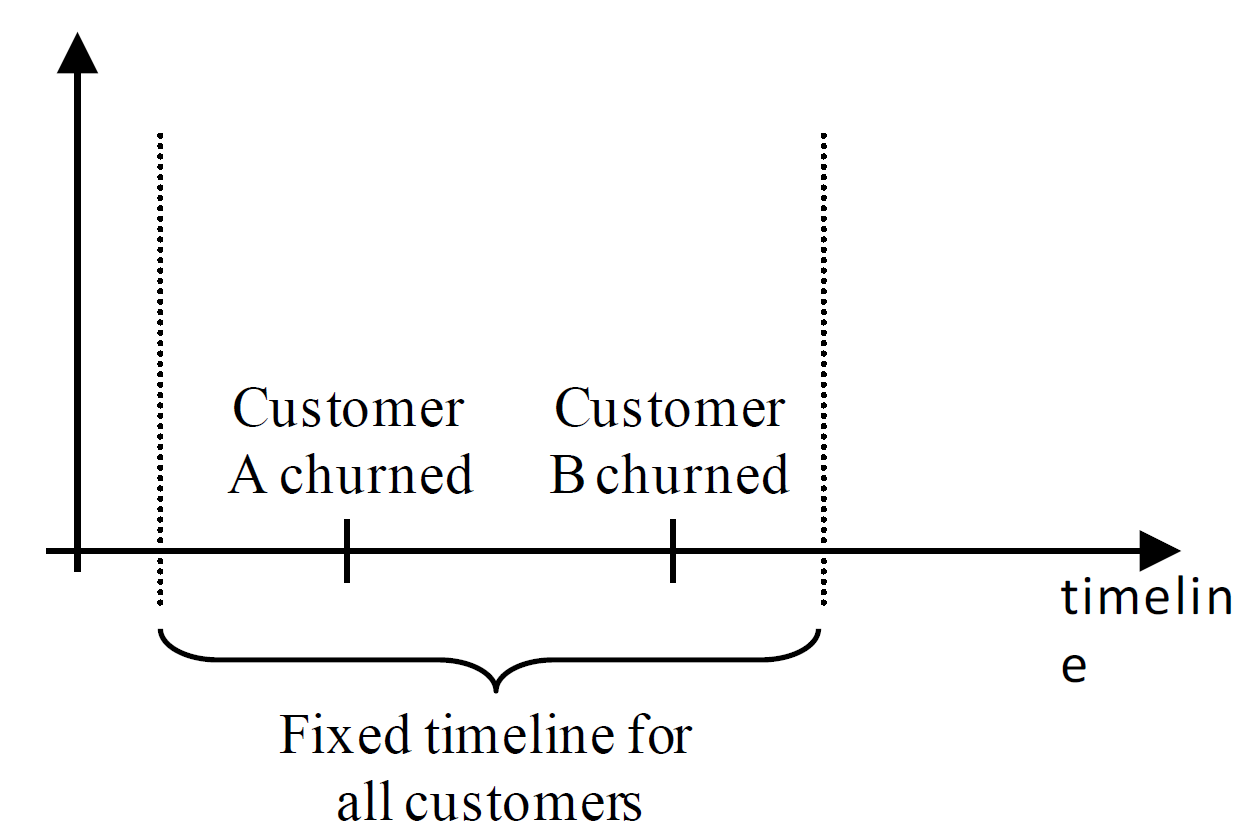 Customer
A churned
Customer
B churned
timelin
e
Fixed timeline for
all customers